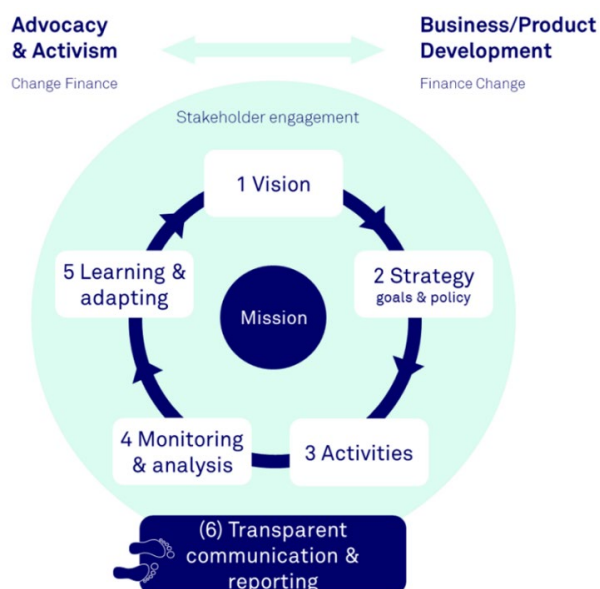 Advocacy
& Activism
Change Finance
Business/Product
Development
Finance Change
Stakeholder engagement
1 Vision
2 Strategy
goals & policy
3 Activities
4 Monitoring
& analysis
5 Learning &
adapting
Mission
(6) Transparent
communication &
reporting